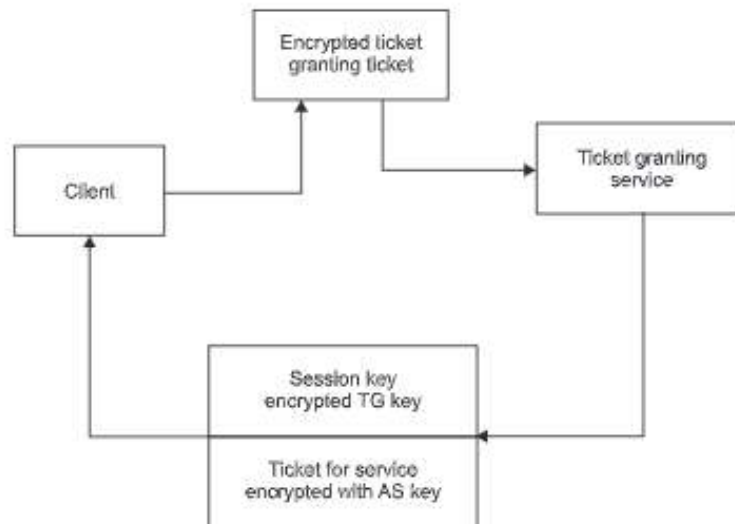 Encrypted ticket
granting ticket
Ticket granting
service
Client
Session key
encrypted TG key
Ticket for service
encrypted with AS key